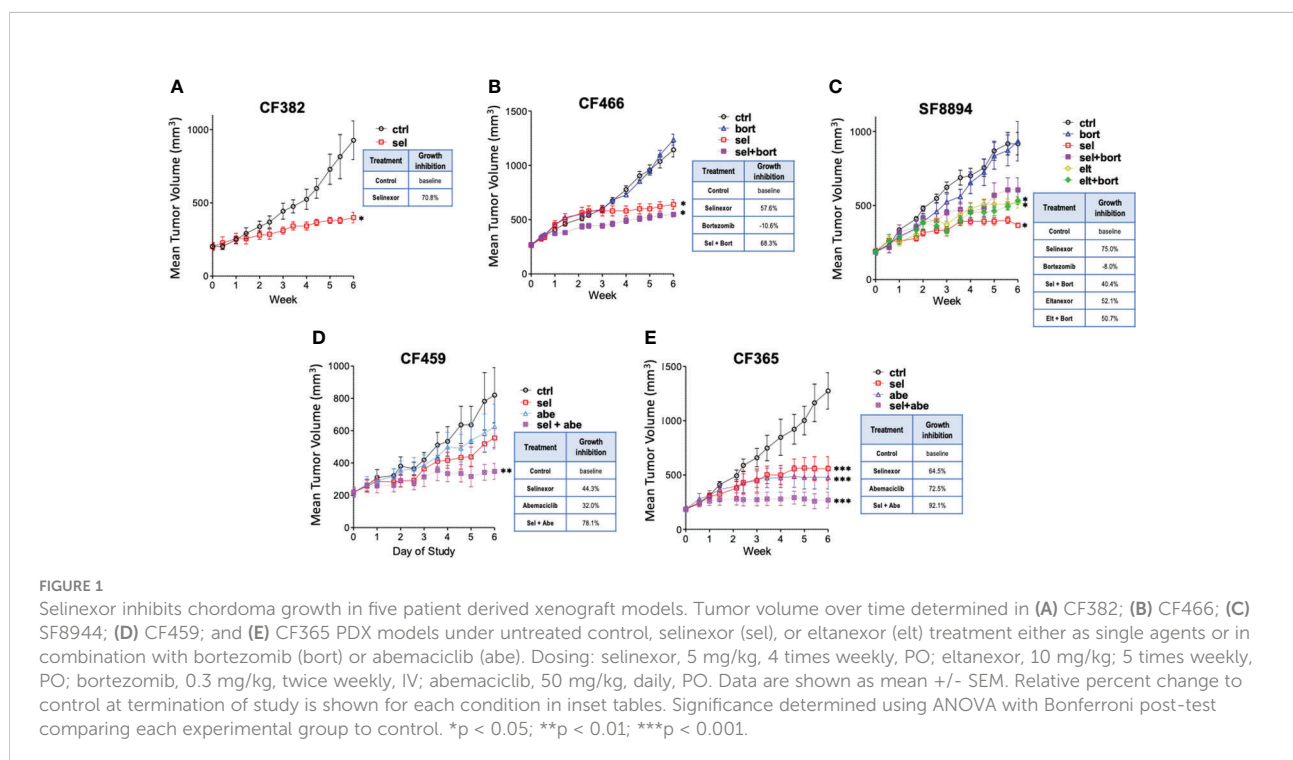 A
CF382
Mean Tumor Volume (mm³)
1000
500
0
0 1 2 3 4 5 6
Week
ctrl
sel
Treatment Growth inhibition
Control baseline
Selinexor 70.8%
*
B
CF466
Mean Tumor Volume (mm³)
1500
1000
500
0
0 1 2 3 4 5 6
Week
ctrl
bort
sel
sel+bort
Treatment Growth inhibition
Control baseline
Selinexor 57.6%
Bortezomib -10.6%
Sel + Bort 68.3%
*
*
C
SF8894
Mean Tumor Volume (mm³)
1000
500
0
0 1 2 3 4 5 6
Week
ctrl
bort
sel
sel+bort
elt
elt+bort
*
*
*
Treatment Growth inhibition
Control baseline
Selinexor 75.0%
Bortezomib -8.0%
Sel + Bort 40.4%
Eltanexor 52.1%
Elt + Bort 50.7%
D
CF459
Mean Tumor Volume (mm³)
1000
800
600
400
200
0
0 1 2 3 4 5 6
Day of Study
ctrl
sel
abe
sel + abe
**
Treatment Growth inhibition
Control baseline
Selinexor 44.3%
Abemaciclib 32.0%
Sel + Abe 78.1%
E
CF365
Mean Tumor Volume (mm³)
1500
1000
500
0
0 1 2 3 4 5 6
Week
ctrl
sel
abe
sel+abe
***
***
***
Treatment Growth inhibition
Control baseline
Selinexor 64.5%
Abemaciclib 72.5%
Sel + Abe 92.1%
FIGURE 1
Selinexor inhibits chordoma growth in five patient derived xenograft models. Tumor volume over time determined in (A) CF382; (B) CF466; (C)
SF8944; (D) CF459; and (E) CF365 PDX models under untreated control, selinexor (sel), or eltanexor (elt) treatment either as single agents or in
combination with bortezomib (bort) or abemaciclib (abe). Dosing: selinexor, 5 mg/kg, 4 times weekly, PO; eltanexor, 10 mg/kg; 5 times weekly,
PO; bortezomib, 0.3 mg/kg, twice weekly, IV; abemaciclib, 50 mg/kg, daily, PO. Data are shown as mean +/- SEM. Relative percent change to
control at termination of study is shown for each condition in inset tables. Significance determined using ANOVA with Bonferroni post-test
comparing each experimental group to control. *p < 0.05; **p < 0.01; ***p < 0.001.